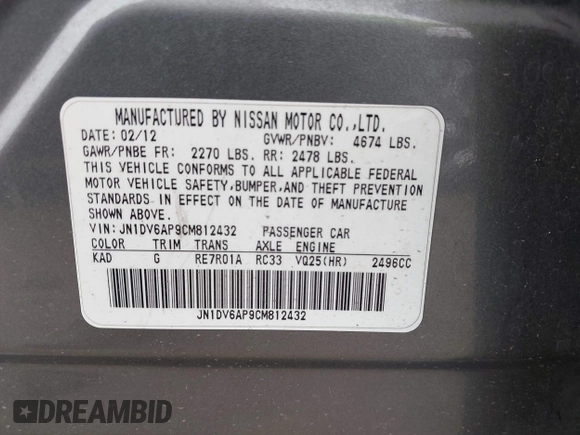 MANUFACTURED BY NISSAN MOTOR CO.,LTD.
DATE: 02/12 GVWR/PNBV: 4674 LBS.
GAWR/PNBE FR: 2270 LBS. RR: 2478 LBS.
THIS VEHICLE CONFORMS TO ALL APPLICABLE FEDERAL
MOTOR VEHICLE SAFETY,BUMPER,AND THEFT PREVENTION
STANDARDS IN EFFECT ON THE DATE OF MANUFACTURE
SHOWN ABOVE.
VIN: JN1DV6AP9CM812432 PASSENGER CAR
COLOR TRIM TRANS AXLE ENGINE
KAD G RE7R01A RC33 VQ25(HR) 2496CC
JN1DV6AP9CM812432
DREAMBID